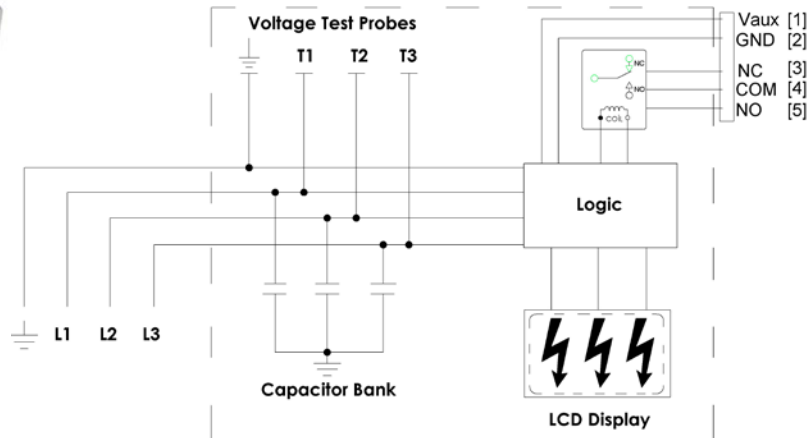 Voltage Test Probes
T1 T2 T3
Vaux [1]
GND [2]
NC [3]
COM [4]
NO [5]
NC
NO
COIL
Logic
L1 L2 L3
Capacitor Bank
LCD Display